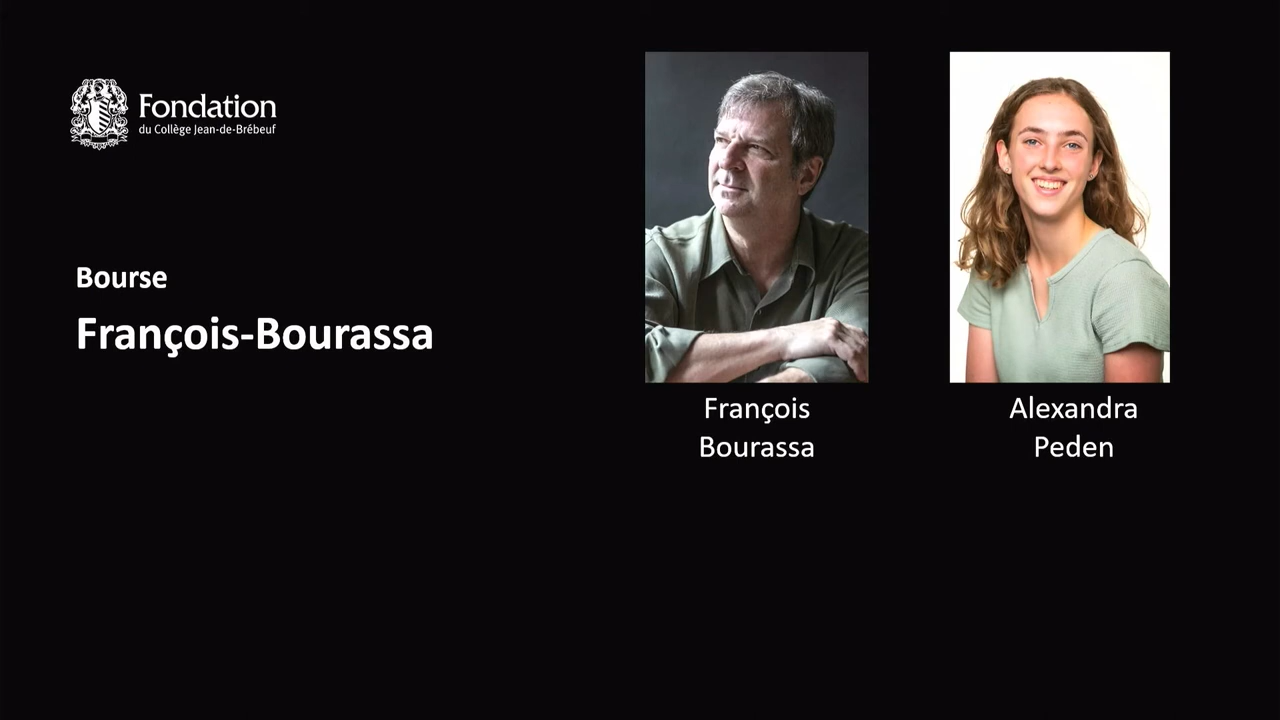 Fondation
du Collège Jean-de-Brébeuf
Bourse
François-Bourassa
François
Bourassa
Alexandra
Peden